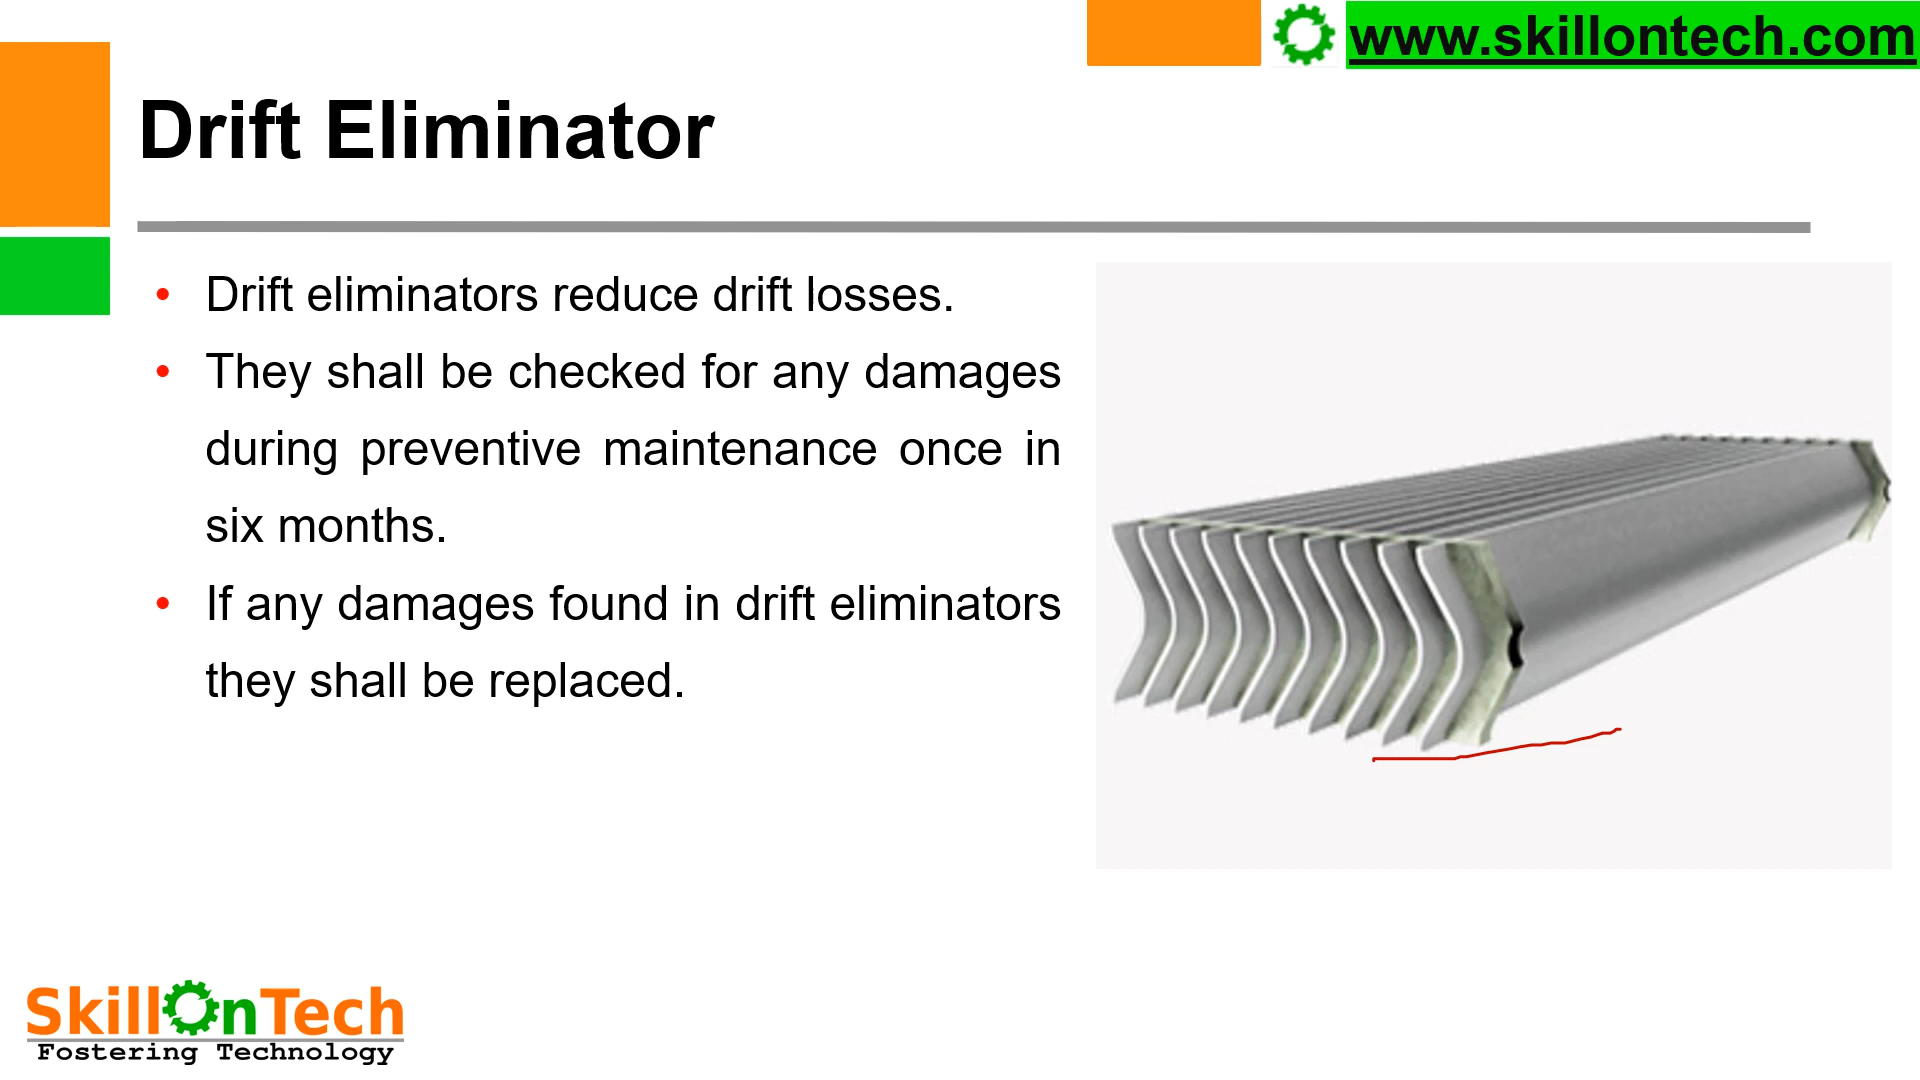 www.skillontech.com
Drift Eliminator
• Drift eliminators reduce drift losses.
• They shall be checked for any damages
during preventive maintenance once in
six months.
• If any damages found in drift eliminators
they shall be replaced.
SkillOnTech
Fostering Technology